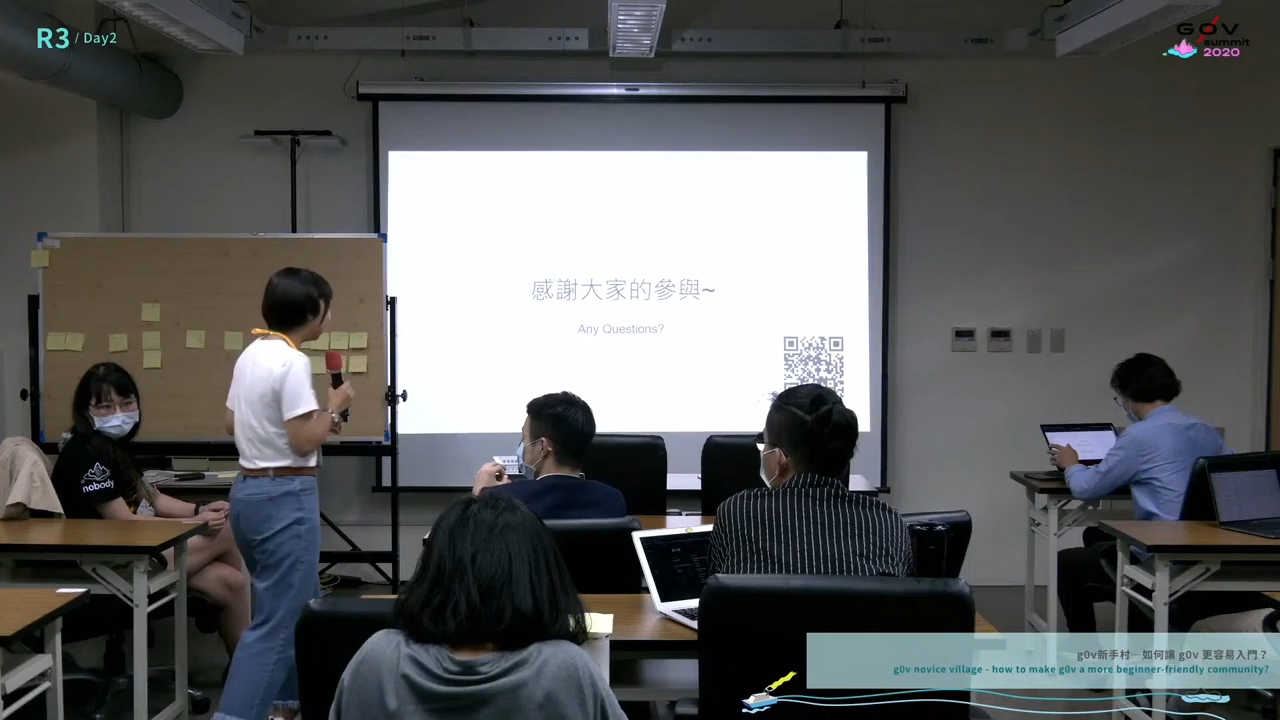 R3 / Day2
G0V
summit
2020
感謝大家的參與~
Any Questions?
nobody
g0v新手村—如何讓 g0v 更容易入門？
g0v novice village - how to make g0v a more beginner-friendly community?